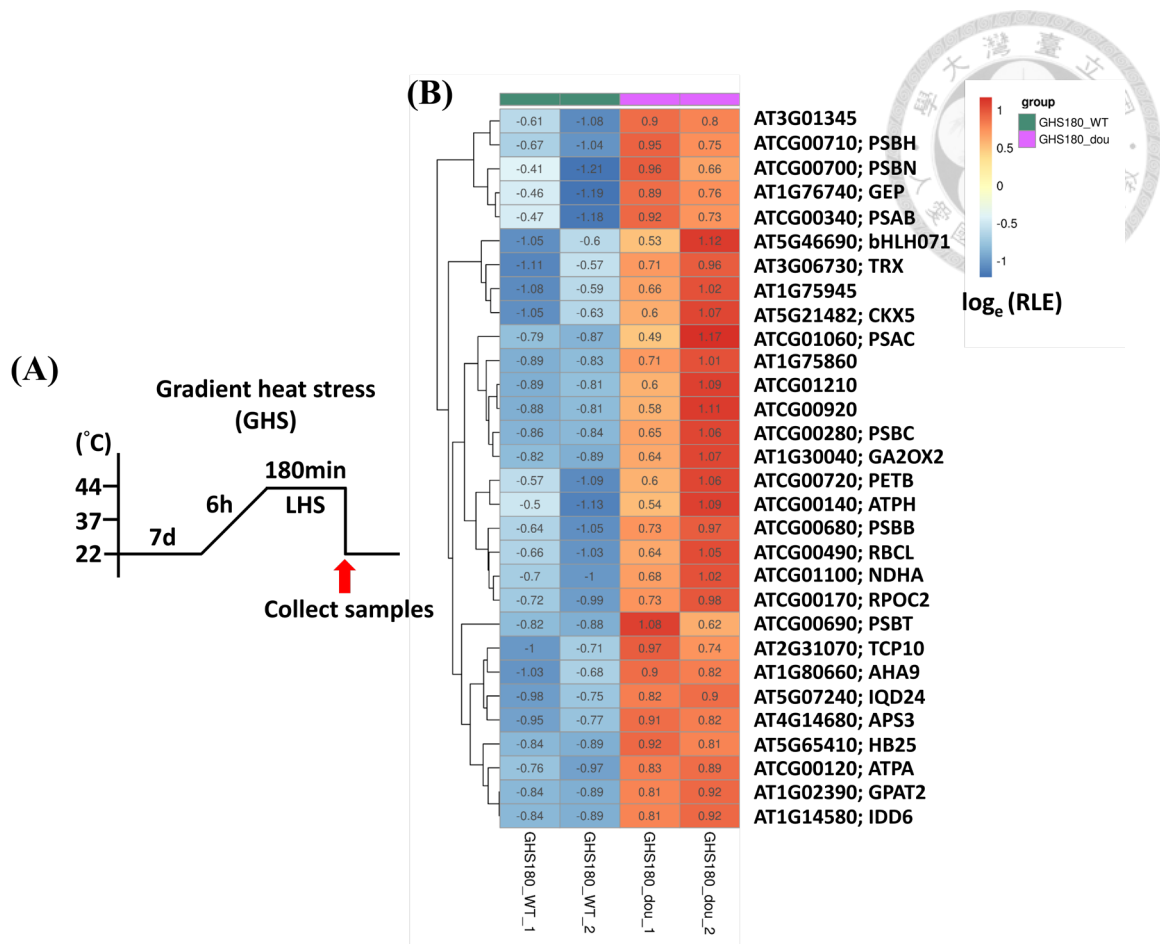 (A)
Gradient heat stress
(GHS)
(°C)
44
37
22
7d
6h
180min
LHS
Collect samples
(B)
-0.61 -1.08 0.9 0.8 AT3G01345
-0.67 -1.04 0.95 0.75 ATCG00710; PSBH
-0.41 -1.21 0.96 0.66 ATCG00700; PSBN
-0.46 -1.19 0.89 0.76 AT1G76740; GEP
-0.47 -1.18 0.92 0.73 ATCG00340; PSAB
-1.05 -0.6 0.53 1.12 AT5G46690; bHLH071
-1.11 -0.57 0.71 0.96 AT3G06730; TRX
-1.08 -0.59 0.66 1.02 AT1G75945
-1.05 -0.63 0.6 1.07 AT5G21482; CKX5
-0.79 -0.87 0.49 1.17 ATCG01060; PSAC
-0.89 -0.83 0.71 1.01 AT1G75860
-0.89 -0.81 0.6 1.09 ATCG01210
-0.88 -0.81 0.58 1.11 ATCG00920
-0.86 -0.84 0.65 1.06 ATCG00280; PSBC
-0.82 -0.89 0.64 1.07 AT1G30040; GA2OX2
-0.57 -1.09 0.6 1.06 ATCG00720; PETB
-0.5 -1.13 0.54 1.09 ATCG00140; ATPH
-0.64 -1.05 0.73 0.97 ATCG00680; PSBB
-0.66 -1.03 0.64 1.05 ATCG00490; RBCL
-0.7 -1 0.68 1.02 ATCG01100; NDHA
-0.72 -0.99 0.73 0.98 ATCG00170; RPOC2
-0.82 -0.88 1.08 0.62 ATCG00690; PSBT
-1 -0.71 0.97 0.74 AT2G31070; TCP10
-1.03 -0.68 0.9 0.82 AT1G80660; AHA9
-0.98 -0.75 0.82 0.9 AT5G07240; IQD24
-0.95 -0.77 0.91 0.82 AT4G14680; APS3
-0.84 -0.89 0.92 0.81 AT5G65410; HB25
-0.76 -0.97 0.83 0.89 ATCG00120; ATPA
-0.84 -0.89 0.81 0.92 AT1G02390; GPAT2
-0.84 -0.89 0.81 0.92 AT1G14580; IDD6
GHS180_WT_1
GHS180_WT_2
GHS180_dou_1
GHS180_dou_2
1
0.5
0
-0.5
-1
group
GHS180_WT
GHS180_dou
logₑ (RLE)
大灣臺立
學